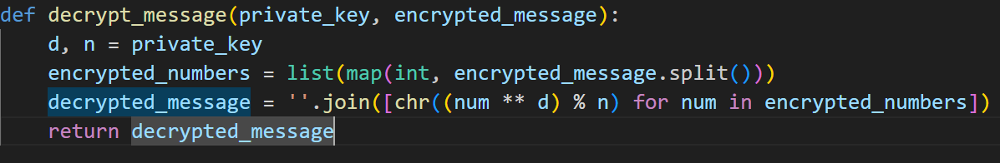 def decrypt_message(private_key, encrypted_message):
    d, n = private_key
    encrypted_numbers = list(map(int, encrypted_message.split()))
    decrypted_message = ''.join([chr((num ** d) % n) for num in encrypted_numbers])
    return decrypted_message